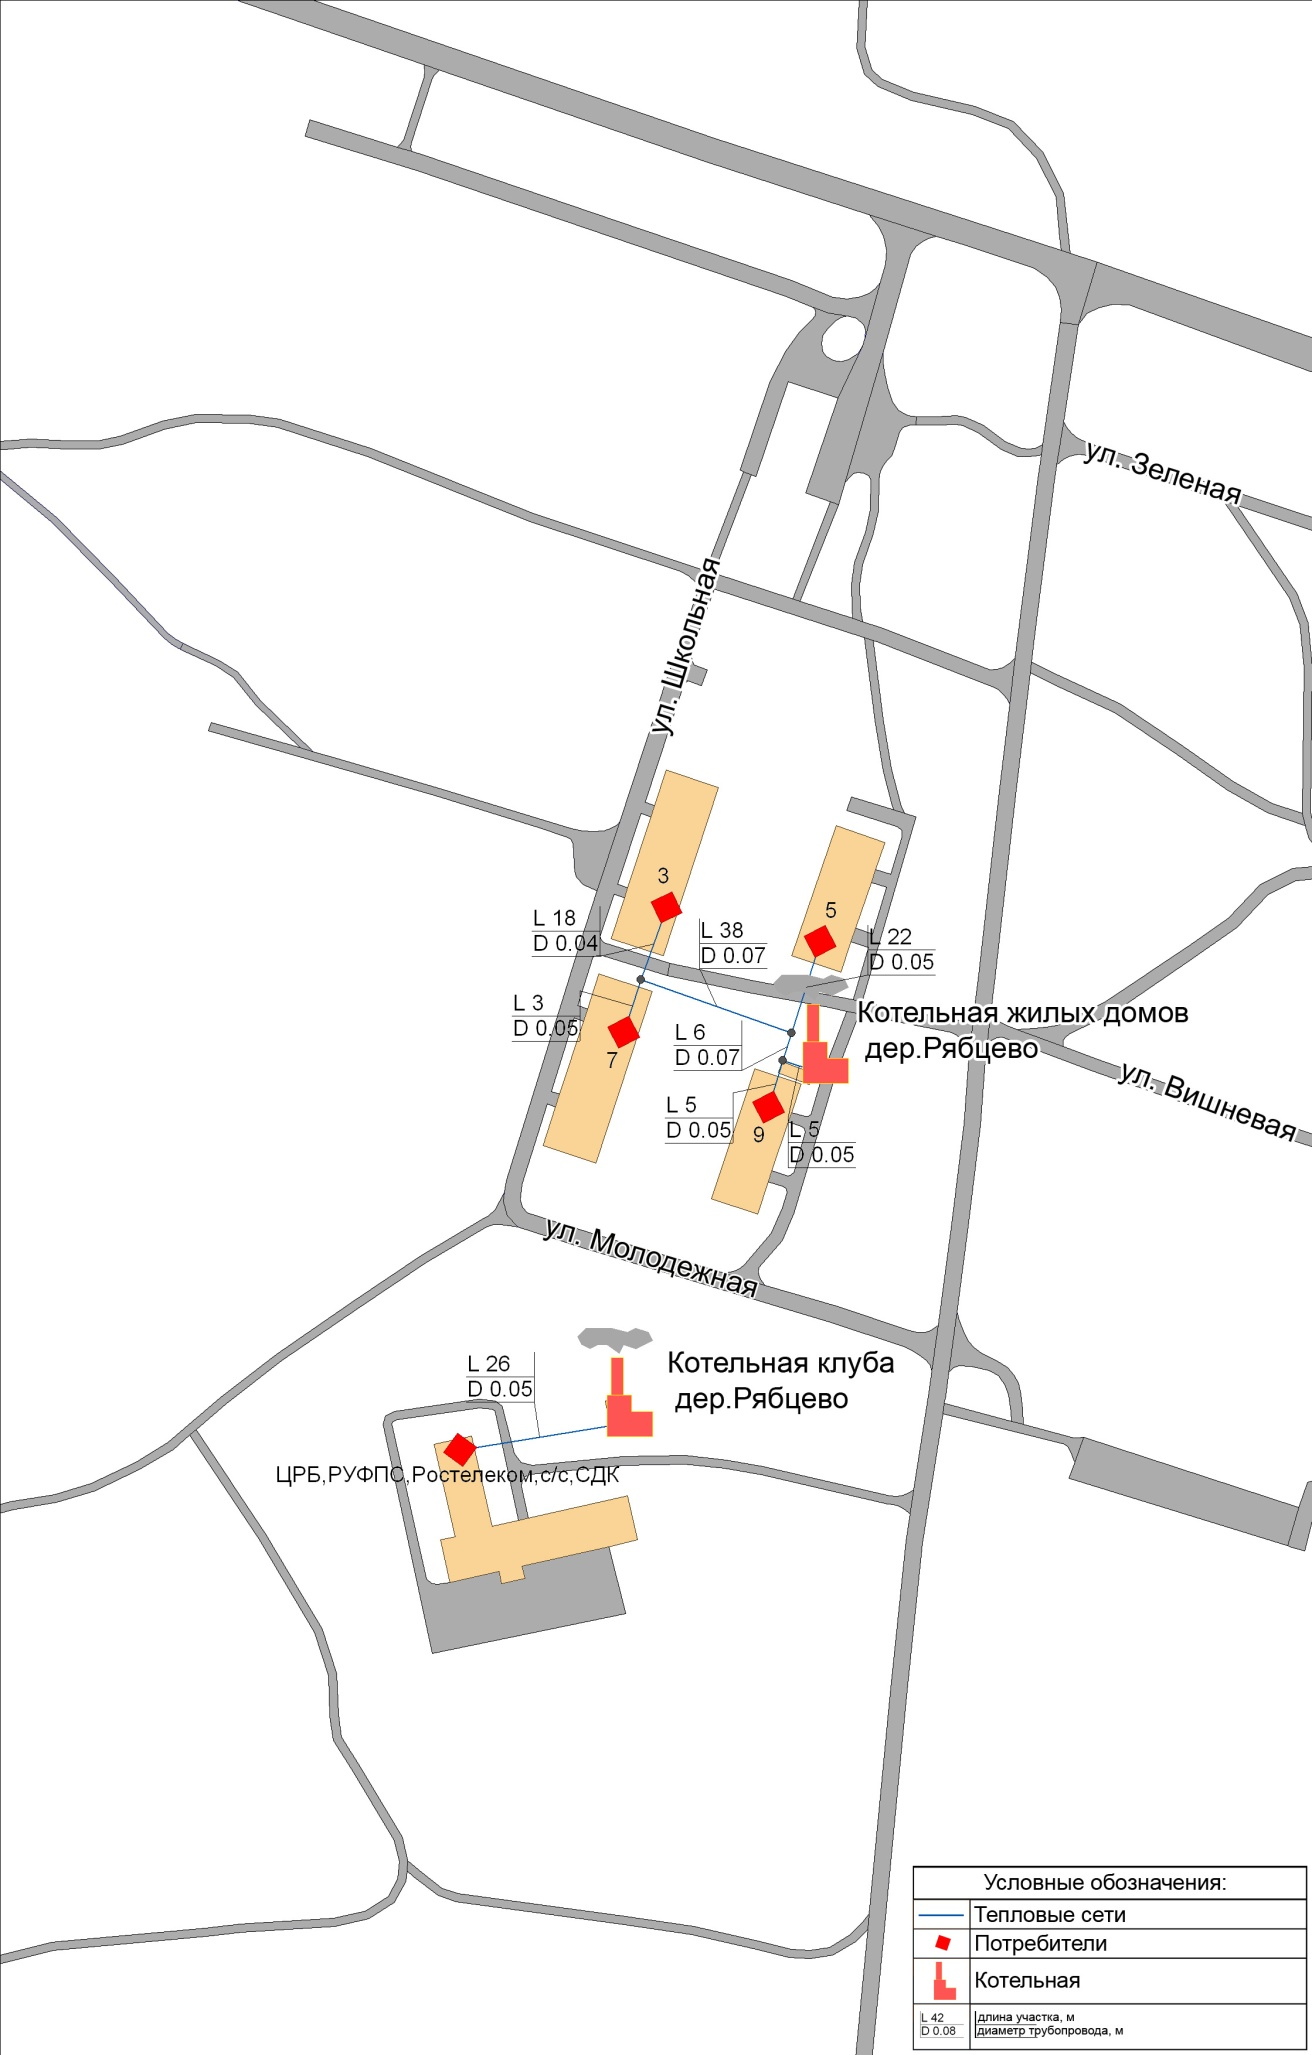 ул. Зеленая
ул. Школьная
3
5
L 18
D 0.04
L 38
D 0.07
L 22
D 0.05
L 3
D 0.05
7
L 6
D 0.07
Котельная жилых домов
дер.Рябцево
ул. Вишневая
L 5
D 0.05
9
L 5
D 0.05
ул. Молодежная
L 26
D 0.05
Котельная клуба
дер.Рябцево
ЦРБ,РУФПС,Ростелеком,с/с,СДК
Условные обозначения:
Тепловые сети
Потребители
Котельная
L 42
D 0.08
длина участка, м
диаметр трубопровода, м